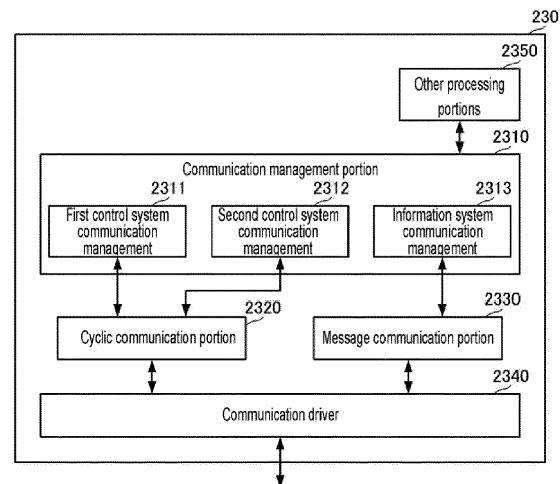 230
2350
Other processing
portions
2310
Communication management portion
2311
2312
2313
First control system
communication
management
Second control system
communication
management
Information system
communication
management
2320
2330
Cyclic communication portion
Message communication portion
2340
Communication driver